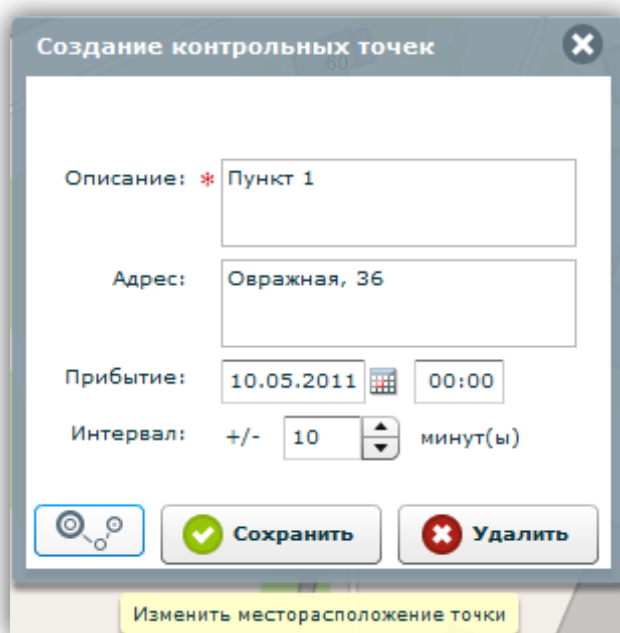 Создание контрольных точек
60
Описание: * Пункт 1
Адрес: Овражная, 36
Прибытие: 10.05.2011 00:00
Интервал: +/- 10 минут(ы)
Сохранить Удалить
Изменить месторасположение точки